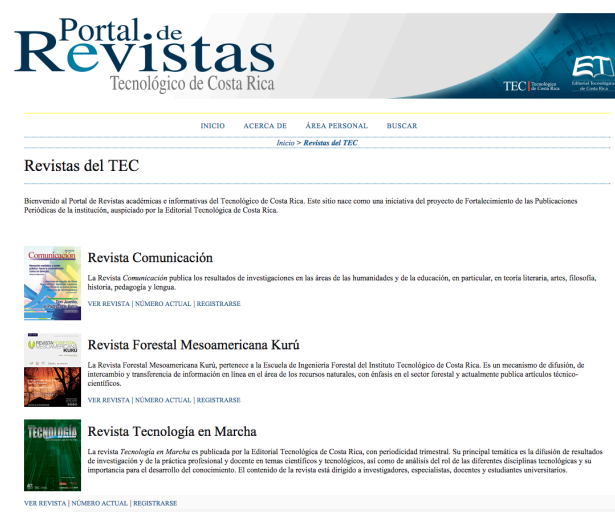 Portal de
Revistas
Tecnológico de Costa Rica
TEC | Tecnológico
de Costa Rica
ET
Editorial Tecnológica
de Costa Rica
INICIO ACERCA DE ÁREA PERSONAL BUSCAR
Inicio > Revistas del TEC
Revistas del TEC
Bienvenido al Portal de Revistas académicas e informativas del Tecnológico de Costa Rica. Este sitio nace como una iniciativa del proyecto de Fortalecimiento de las Publicaciones
Periódicas de la institución, auspiciado por la Editorial Tecnológica de Costa Rica.
Comunicación
Revista Comunicación
La Revista Comunicación publica los resultados de investigaciones en las áreas de las humanidades y de la educación, en particular, en teoría literaria, artes, filosofía,
historia, pedagogía y lengua.
VER REVISTA | NÚMERO ACTUAL | REGISTRARSE
REVISTA FORESTAL
MESOAMERICANA
KURÚ
Revista Forestal Mesoamericana Kurú
La Revista Forestal Mesoamericana Kurú, pertenece a la Escuela de Ingeniería Forestal del Instituto Tecnológico de Costa Rica. Es un mecanismo de difusión, de
intercambio y transferencia de información en línea en el área de los recursos naturales, con énfasis en el sector forestal y actualmente publica artículos técnico-
científicos.
VER REVISTA | NÚMERO ACTUAL | REGISTRARSE
TECNOLOGÍA
Revista Tecnología en Marcha
La revista Tecnología en Marcha es publicada por la Editorial Tecnológica de Costa Rica, con periodicidad trimestral. Su principal temática es la difusión de resultados
de investigación y de la práctica profesional y docente en temas científicos y tecnológicos, así como de análisis del rol de las diferentes disciplinas tecnológicas y su
importancia para el desarrollo del conocimiento. El contenido de la revista está dirigido a investigadores, especialistas, docentes y estudiantes universitarios.
VER REVISTA | NÚMERO ACTUAL | REGISTRARSE